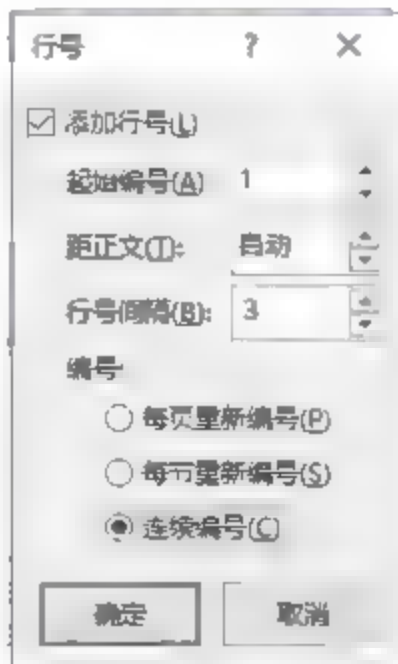 行号 ? ×
添加行号(L)
起始编号(A) 1
距正文(T): 自动
行号间隔(B): 3
编号
每页重新编号(P)
每节重新编号(S)
连续编号(C)
确定 取消